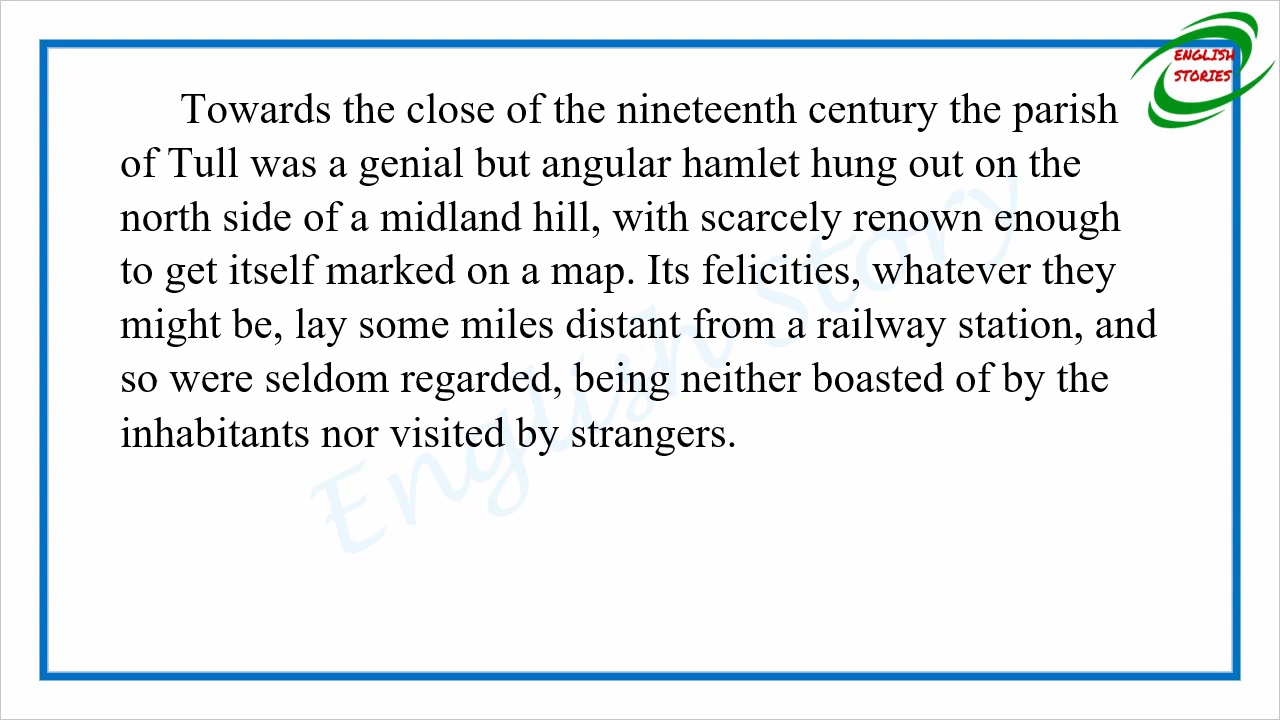 ENGLISH
STORIES
Towards the close of the nineteenth century the parish
of Tull was a genial but angular hamlet hung out on the
north side of a midland hill, with scarcely renown enough
to get itself marked on a map. Its felicities, whatever they
might be, lay some miles distant from a railway station, and
so were seldom regarded, being neither boasted of by the
inhabitants nor visited by strangers.
English Story